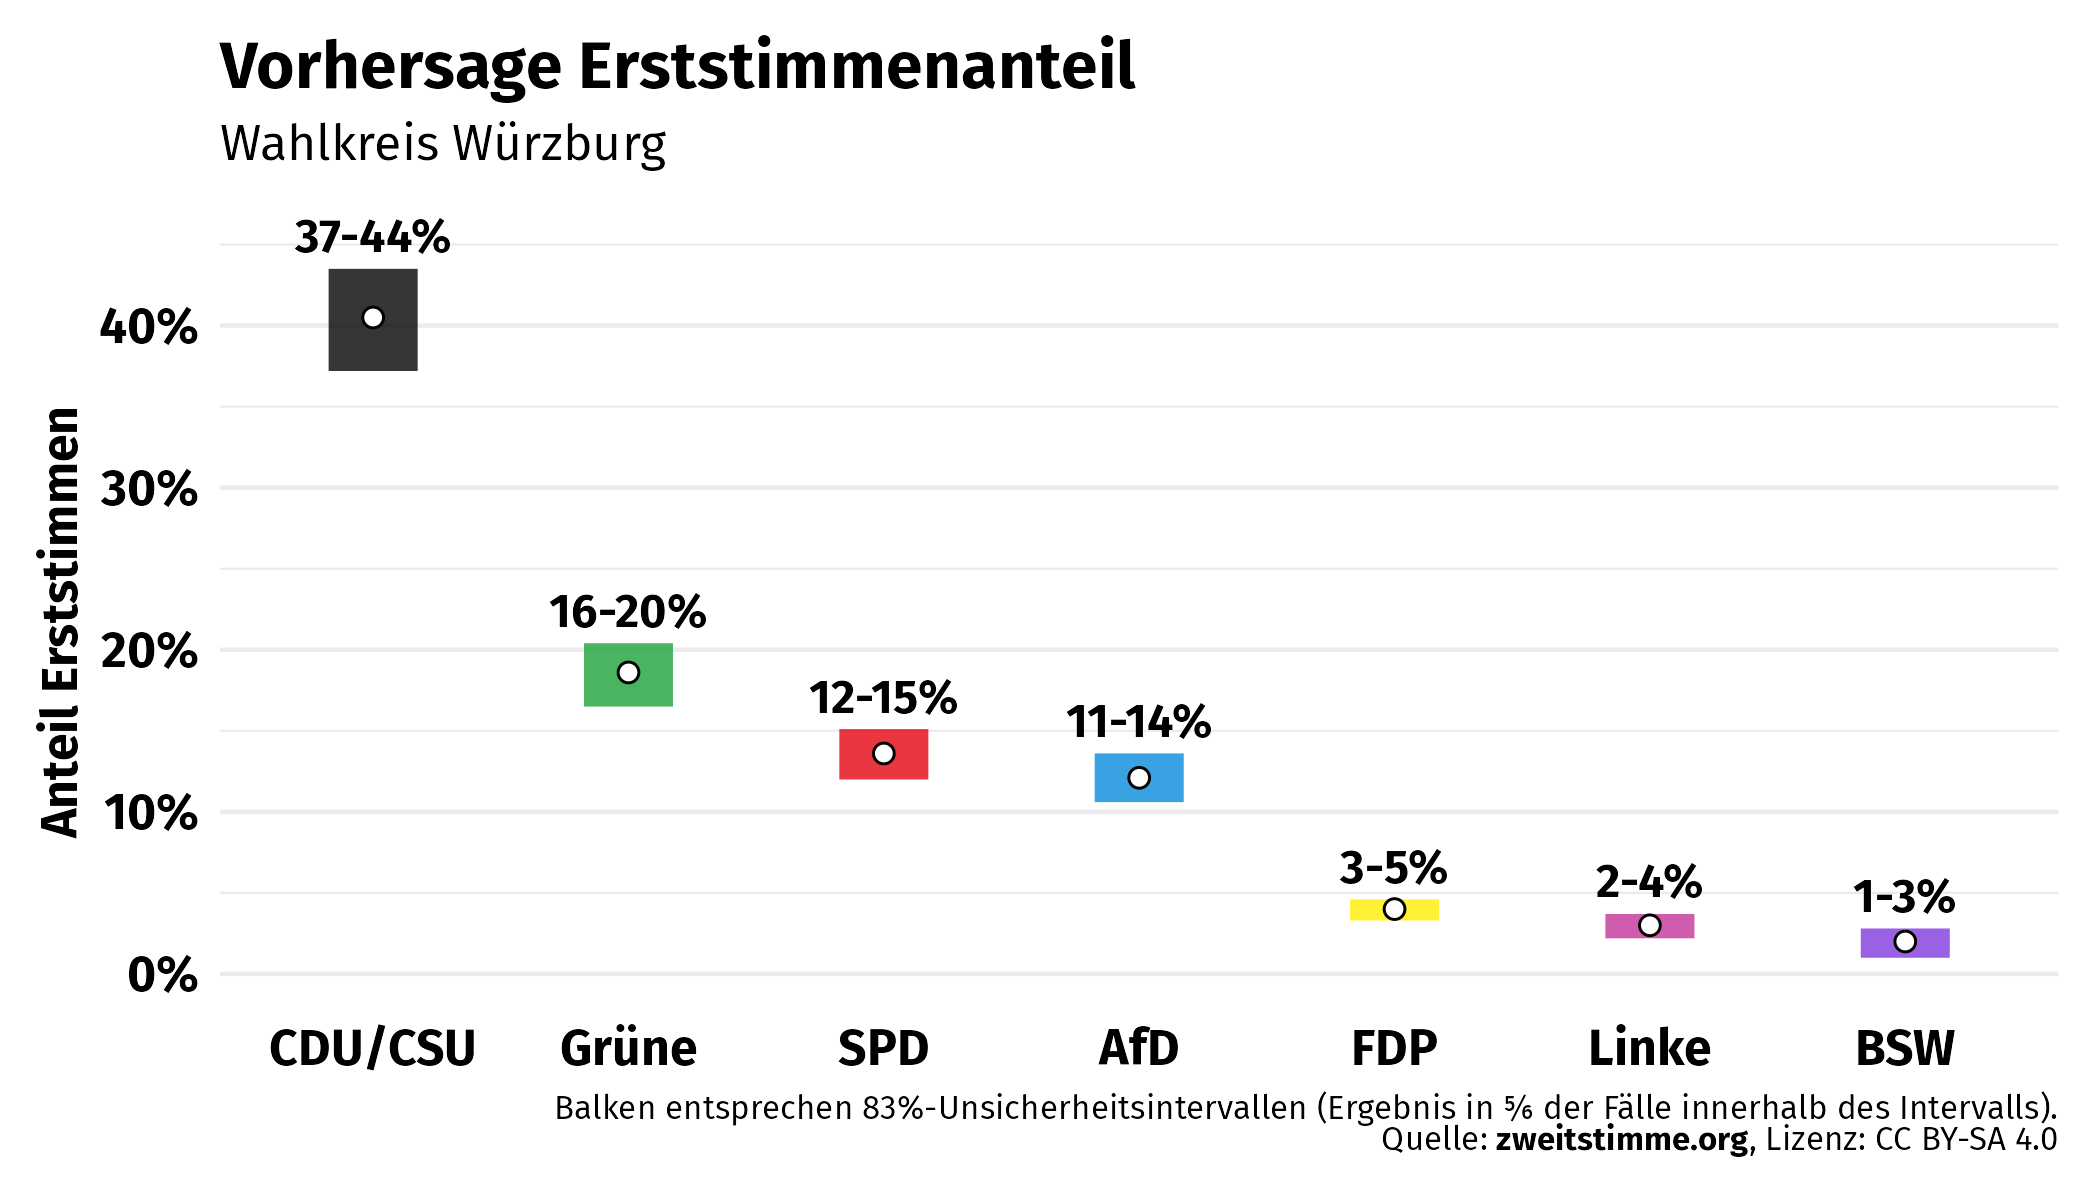 Vorhersage Erststimmenanteil
Wahlkreis Würzburg
Anteil Erststimmen
40%
30%
20%
10%
0%
37-44%
16-20%
12-15%
11-14%
3-5%
2-4%
1-3%
CDU/CSU Grüne SPD AfD FDP Linke BSW
Balken entsprechen 83%-Unsicherheitsintervallen (Ergebnis in ⅚ der Fälle innerhalb des Intervalls).
Quelle: zweitstimme.org, Lizenz: CC BY-SA 4.0